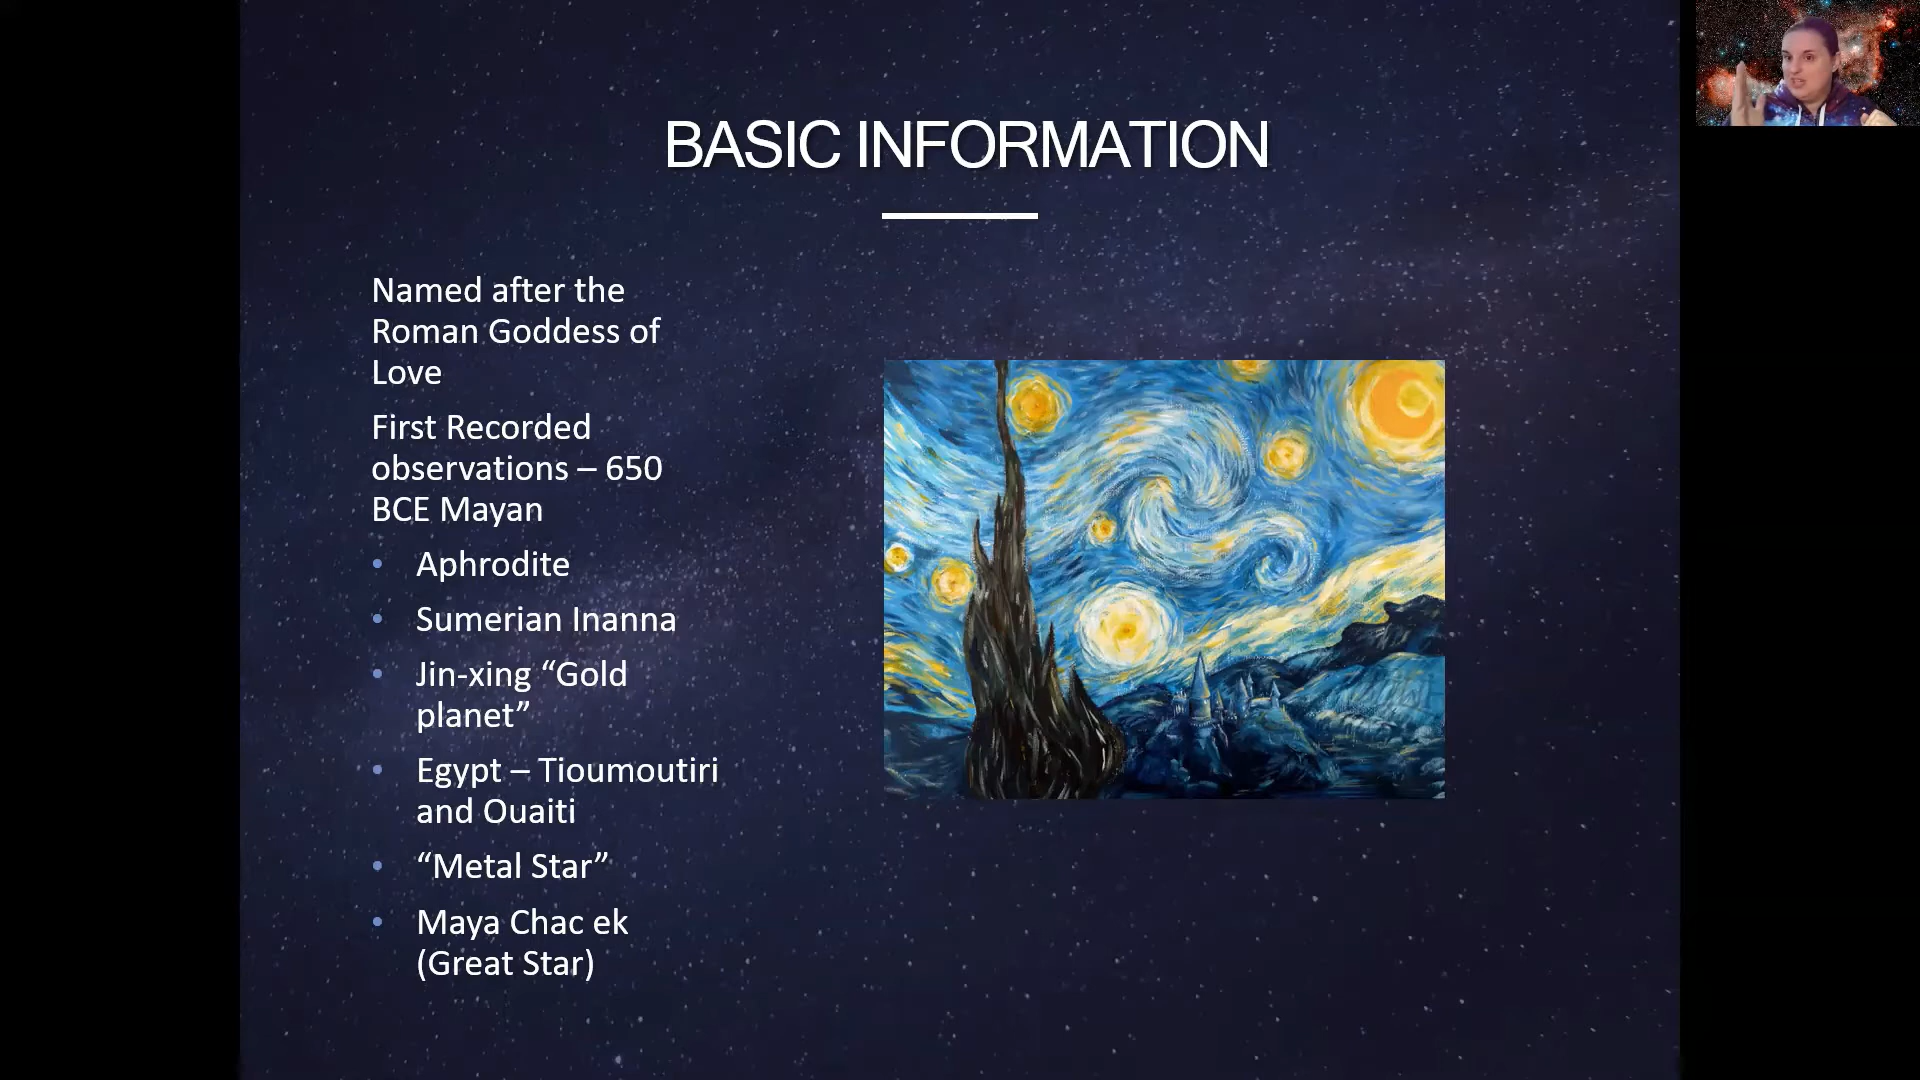 BASIC INFORMATION
Named after the
Roman Goddess of
Love
First Recorded
observations – 650
BCE Mayan
• Aphrodite
• Sumerian Inanna
• Jin-xing “Gold
planet”
• Egypt – Tioumoutiri
and Ouaiti
• “Metal Star”
• Maya Chac ek
(Great Star)